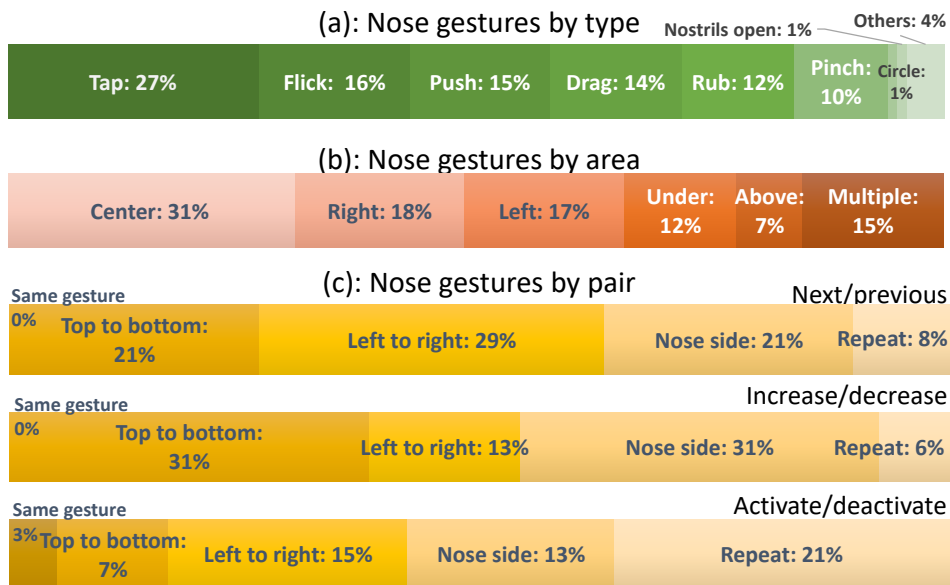 (a): Nose gestures by type
Nostrils open: 1%
Others: 4%
Tap: 27%
Flick: 16%
Push: 15%
Drag: 14%
Rub: 12%
Pinch:
10%
Circle:
1%
(b): Nose gestures by area
Center: 31%
Right: 18%
Left: 17%
Under:
12%
Above:
7%
Multiple:
15%
(c): Nose gestures by pair
Next/previous
Same gesture
0%
Top to bottom:
21%
Left to right: 29%
Nose side: 21%
Repeat: 8%
Increase/decrease
Same gesture
0%
Top to bottom:
31%
Left to right: 13%
Nose side: 31%
Repeat: 6%
Activate/deactivate
Same gesture
3%
Top to bottom:
7%
Left to right: 15%
Nose side: 13%
Repeat: 21%